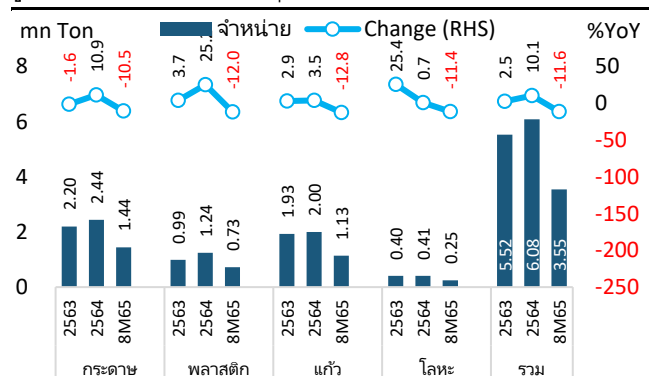 mn Ton จำหน่าย Change (RHS) %YoY
-1.6 10.9 -10.5 3.7 -12.0 2.9 3.5 -12.8 25.4 0.7 -11.4 2.5 10.1 -11.6
8 6 4 2 0
50 0 -50 -100 -150 -200 -250
2.20 2.44 1.44 0.99 1.24 0.73 1.93 2.00 1.13 0.40 0.41 0.25 5.52 6.08 3.55
2563 2564 8M65 2563 2564 8M65 2563 2564 8M65 2563 2564 8M65 2563 2564 8M65
กระดาษ พลาสติก แก้ว โลหะ รวม